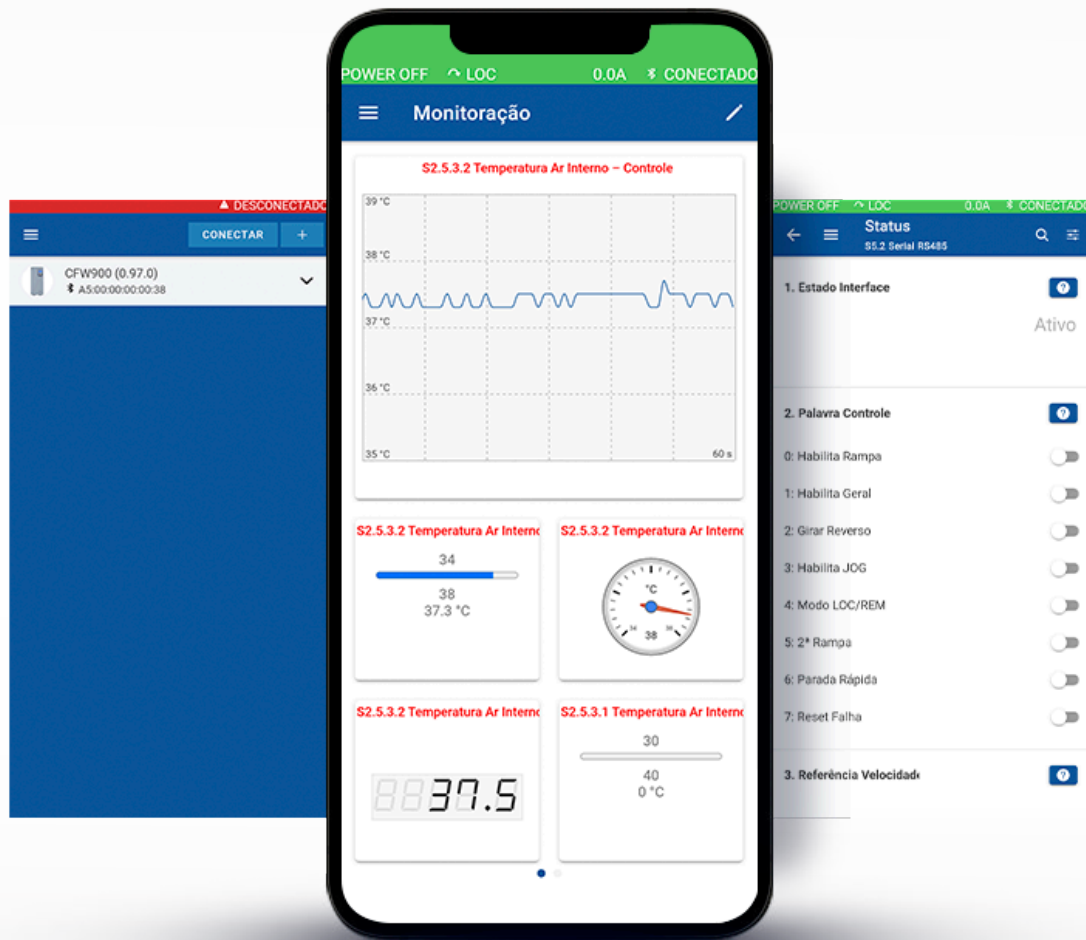 DESCONECTADO
CONECTAR +
CFW900 (0.97.0)
A5:00:00:00:00:38
POWER OFF LOC 0.0A CONECTADO
Monitoração
S2.5.3.2 Temperatura Ar Interno – Controle
39 °C
38 °C
37 °C
36 °C
35 °C
60 s
S2.5.3.2 Temperatura Ar Interno
34
38
37.3 °C
S2.5.3.2 Temperatura Ar Interno
°C
34 38
38
S2.5.3.2 Temperatura Ar Interno
37.5
S2.5.3.1 Temperatura Ar Interno
30
40
0 °C
POWER OFF LOC 0.0A CONECTADO
Status
S5.2 Serial RS485
1. Estado Interface
?
Ativo
2. Palavra Controle
?
0: Habilita Rampa
1: Habilita Geral
2: Girar Reverso
3: Habilita JOG
4: Modo LOC/REM
5: 2ª Rampa
6: Parada Rápida
7: Reset Falha
3. Referência Velocidade
?